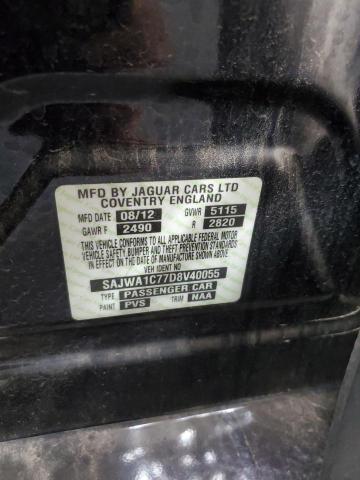 MFD BY JAGUAR CARS LTD
COVENTRY ENGLAND
MFD DATE 08/12 GVWR 5115
GAWR F 2490 R 2820
THIS VEHICLE CONFORMS TO ALL APPLICABLE FEDERAL MOTOR
VEHICLE SAFETY BUMPER AND THEFT PREVENTION STANDARDS
IN EFFECT ON THE DATE OF MANUFACTURE SHOWN ABOVE
VEH IDENT NO
SAJWA1C77D8V40055
TYPE PASSENGER CAR
PAINT PVS TRIM NAA